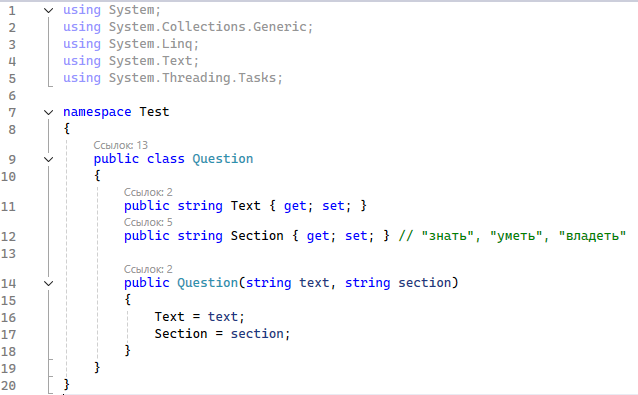 1 using System;
2 using System.Collections.Generic;
3 using System.Linq;
4 using System.Text;
5 using System.Threading.Tasks;
6
7 namespace Test
8 {
Ссылок: 13
9 public class Question
10 {
Ссылок: 2
11 public string Text { get; set; }
Ссылок: 5
12 public string Section { get; set; } // "знать", "уметь", "владеть"
13
Ссылок: 2
14 public Question(string text, string section)
15 {
16 Text = text;
17 Section = section;
18 }
19 }
20 }